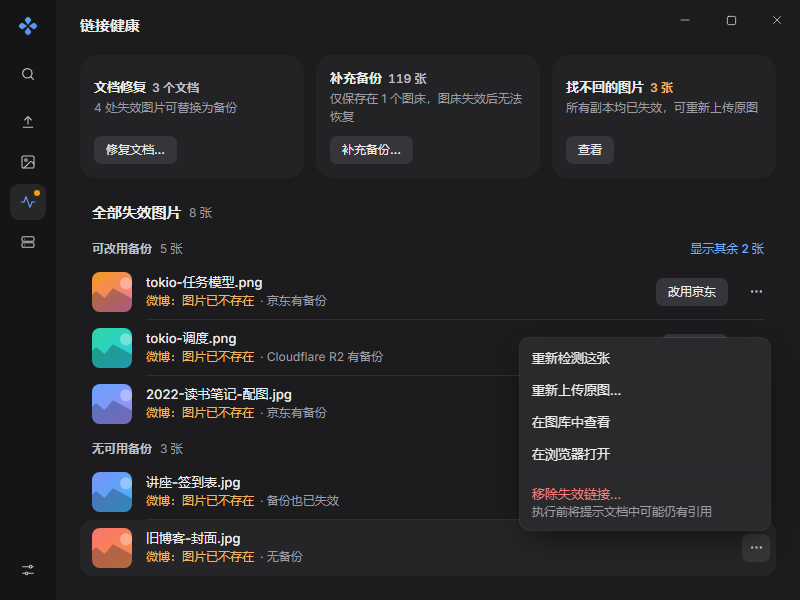 链接健康
文档修复 3 个文档
4 处失效图片可替换为备份
修复文档...
补充备份 119 张
仅保存在 1 个图床，图床失效后无法
恢复
补充备份...
找不回的图片 3 张
所有副本均已失效，可重新上传原图
查看
全部失效图片 8 张
可改用备份 5 张
显示其余 2 张
tokio-任务模型.png
微博：图片已不存在 · 京东有备份
改用京东
tokio-调度.png
微博：图片已不存在 · Cloudflare R2 有备份
2022-读书笔记-配图.jpg
微博：图片已不存在 · 京东有备份
无可用备份 3 张
讲座-签到表.jpg
微博：图片已不存在 · 备份也已失效
旧博客-封面.jpg
微博：图片已不存在 · 无备份
重新检测这张
重新上传原图...
在图库中查看
在浏览器打开
移除失效链接...
执行前将提示文档中可能仍有引用